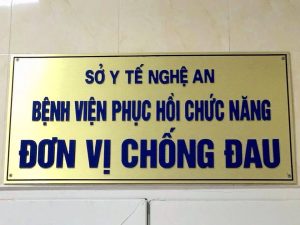 SỞ Y TẾ NGHỆ AN
BỆNH VIỆN PHỤC HỒI CHỨC NĂNG
ĐƠN VỊ CHỐNG ĐAU